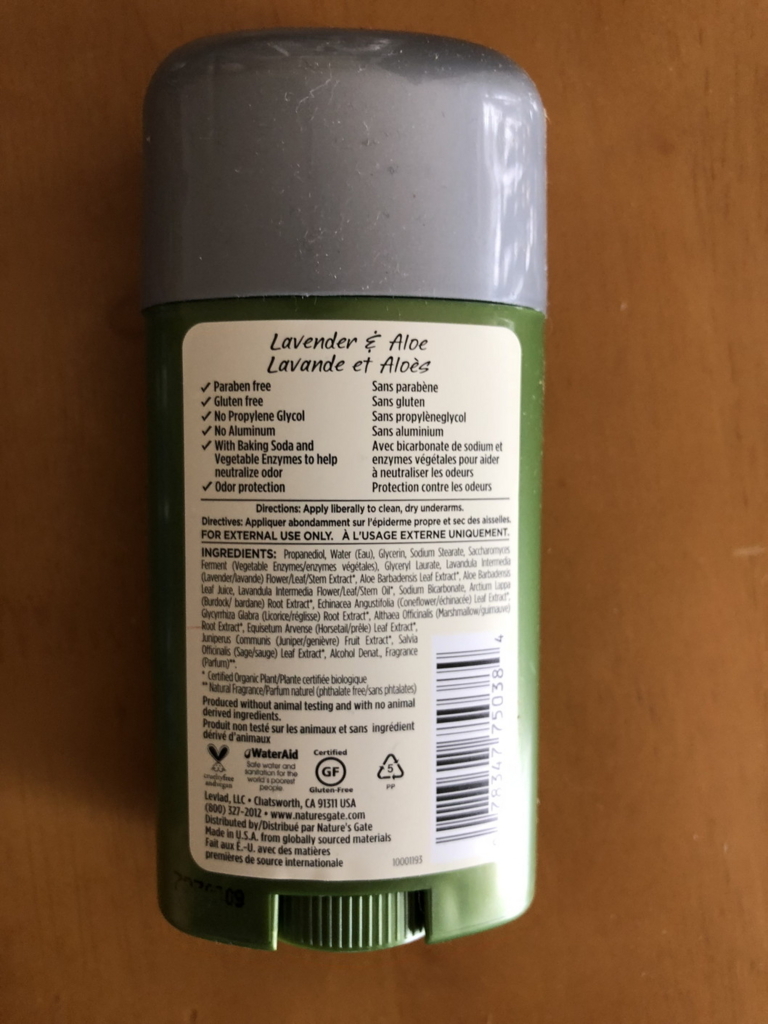 Lavender & Aloe
Lavande et Aloès
✓ Paraben free Sans parabène
✓ Gluten free Sans gluten
✓ No Propylene Glycol Sans propylèneglycol
✓ No Aluminum Sans aluminium
✓ With Baking Soda and Avec bicarbonate de sodium et
Vegetable Enzymes to help enzymes végétales pour aider
neutralize odor à neutraliser les odeurs
✓ Odor protection Protection contre les odeurs
Directions: Apply liberally to clean, dry underarms.
Directives: Appliquer abondamment sur l'épiderme propre et sec des aisselles.
FOR EXTERNAL USE ONLY. À L'USAGE EXTERNE UNIQUEMENT.
INGREDIENTS: Propanediol, Water (Eau), Glycerin, Sodium Stearate, Saccharomyces
Ferment (Vegetable Enzymes/enzymes végétales), Glyceryl Laurate, Lavandula Intermedia
(Lavender/lavande) Flower/Leaf/Stem Extract*, Aloe Barbadensis Leaf Extract*, Aloe Barbadensis
Leaf Juice, Lavandula Intermedia Flower/Leaf/Stem Oil*, Sodium Bicarbonate, Arctium Lappa
(Burdock/ bardane) Root Extract*, Echinacea Angustifolia (Coneflower/échinacée) Leaf Extract*,
Glycyrrhiza Glabra (Licorice/réglisse) Root Extract*, Althaea Officinalis (Marshmallow/guimauve)
Root Extract*, Equisetum Arvense (Horsetail/prêle) Leaf Extract*,
Juniperus Communis (Juniper/genièvre) Fruit Extract*, Salvia
Officinalis (Sage/sauge) Leaf Extract*, Alcohol Denat., Fragrance
(Parfum)**.
* Certified Organic Plant/Plante certifiée biologique
** Natural Fragrance/Parfum naturel (phthalate free/sans phtalates)
Produced without animal testing and with no animal
derived ingredients.
Produit non testé sur les animaux et sans ingrédient
dérivé d'animaux
crueltyfree
and vegan
WaterAid
Safe water and
sanitation for the
world's poorest
people.
Certified
GF
Gluten-Free
5
PP
Levlad, LLC • Chatsworth, CA 91311 USA
(800) 327-2012 • www.naturesgate.com
Distributed by/Distribué par Nature's Gate
Made in U.S.A. from globally sourced materials
Fait aux É.-U. avec des matières
premières de source internationale
10001193
78347 75038 4